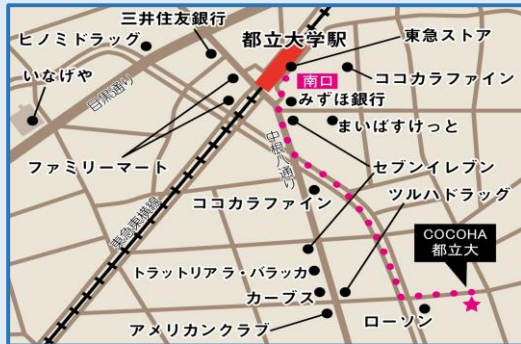 三井住友銀行
ヒノミドラッグ
都立大学駅
東急ストア
いなげや
目黒通り
南口
ココカラファイン
みずほ銀行
まいばすけっと
ファミリーマート
中根八通り
セブンイレブン
ココカラファイン
ツルハドラッグ
東急東横線
COCOHA
都立大
トラットリア ラ・バラッカ
カーブス
アメリカンクラブ
ローソン